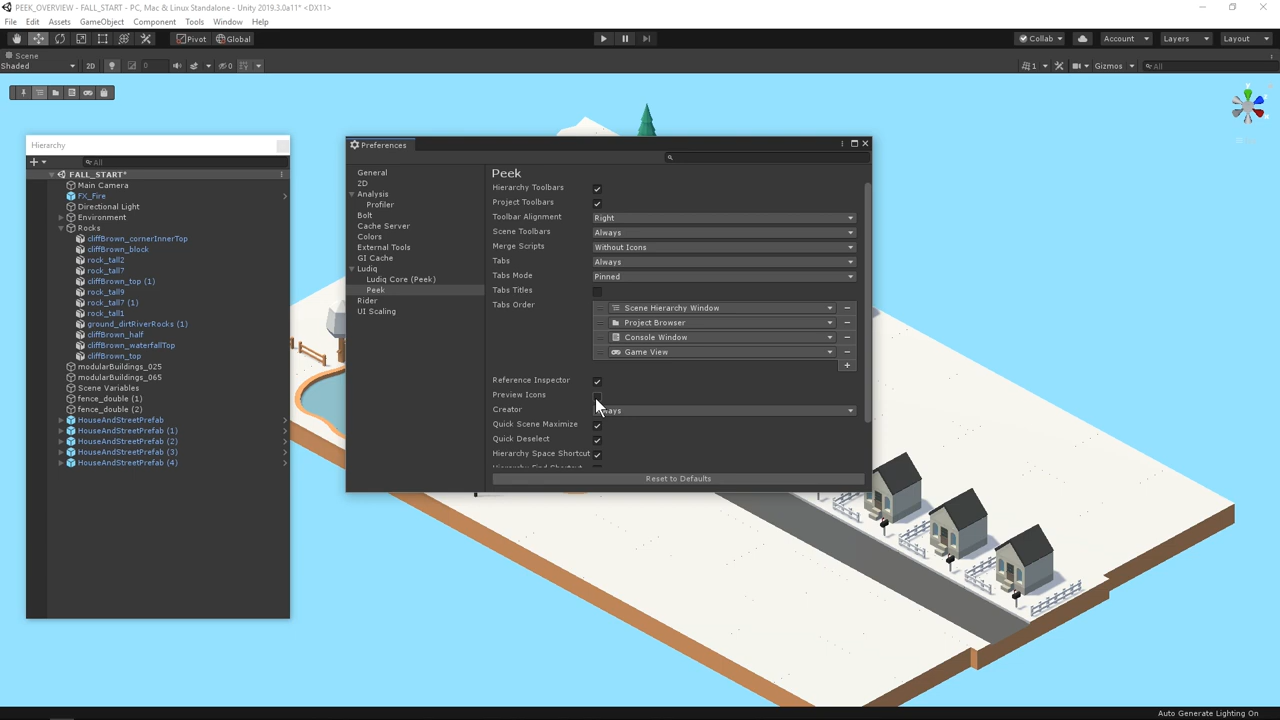 PEEK_OVERVIEW - FALL_START - PC, Mac & Linux Standalone - Unity 2019.3.0a11* <DX11>
File Edit Assets GameObject Component Tools Window Help
Pivot Global Collab Account Layers Layout
Scene
Shaded 2D 0 0 1 Gizmos All
Hierarchy
All
FALL_START*
Main Camera
FX_Fire
Directional Light
Environment
Rocks
cliffBrown_cornerInnerTop
cliffBrown_block
rock_tall2
rock_tall7
cliffBrown_top (1)
rock_tall9
rock_tall7 (1)
rock_tall1
ground_dirtRiverRocks (1)
cliffBrown_half
cliffBrown_waterfallTop
cliffBrown_top
modularBuildings_025
modularBuildings_065
Scene Variables
fence_double (1)
fence_double (2)
HouseAndStreetPrefab
HouseAndStreetPrefab (1)
HouseAndStreetPrefab (2)
HouseAndStreetPrefab (3)
HouseAndStreetPrefab (4)
Preferences
General
2D
Analysis
Profiler
Bolt
Cache Server
Colors
External Tools
GI Cache
Ludiq
Ludiq Core (Peek)
Peek
Rider
UI Scaling
Peek
Hierarchy Toolbars
Project Toolbars
Toolbar Alignment Right
Scene Toolbars Always
Merge Scripts Without Icons
Tabs Always
Tabs Mode Pinned
Tabs Titles
Tabs Order Scene Hierarchy Window
Project Browser
Console Window
Game View
Reference Inspector
Preview Icons
Creator
Quick Scene Maximize
Quick Deselect
Hierarchy Space Shortcut
Reset to Defaults
Auto Generate Lighting On